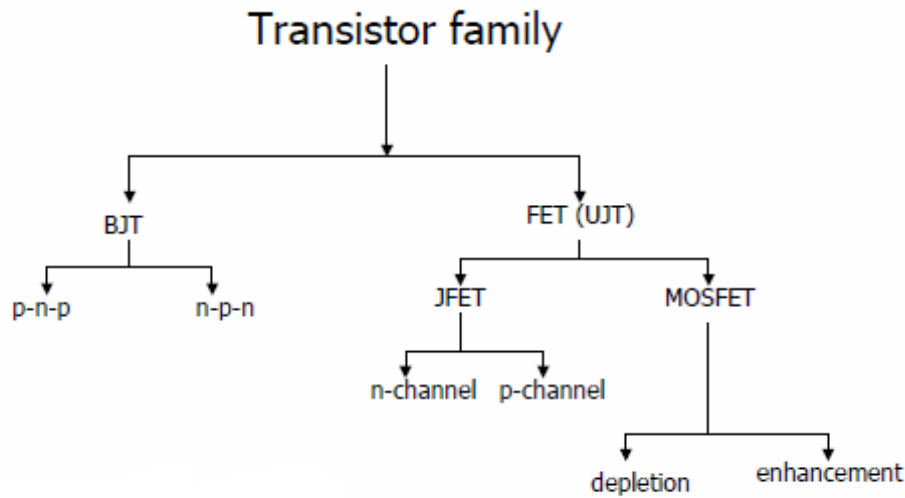 Transistor family
BJT
FET (UJT)
p-n-p
n-p-n
JFET
MOSFET
n-channel
p-channel
depletion
enhancement